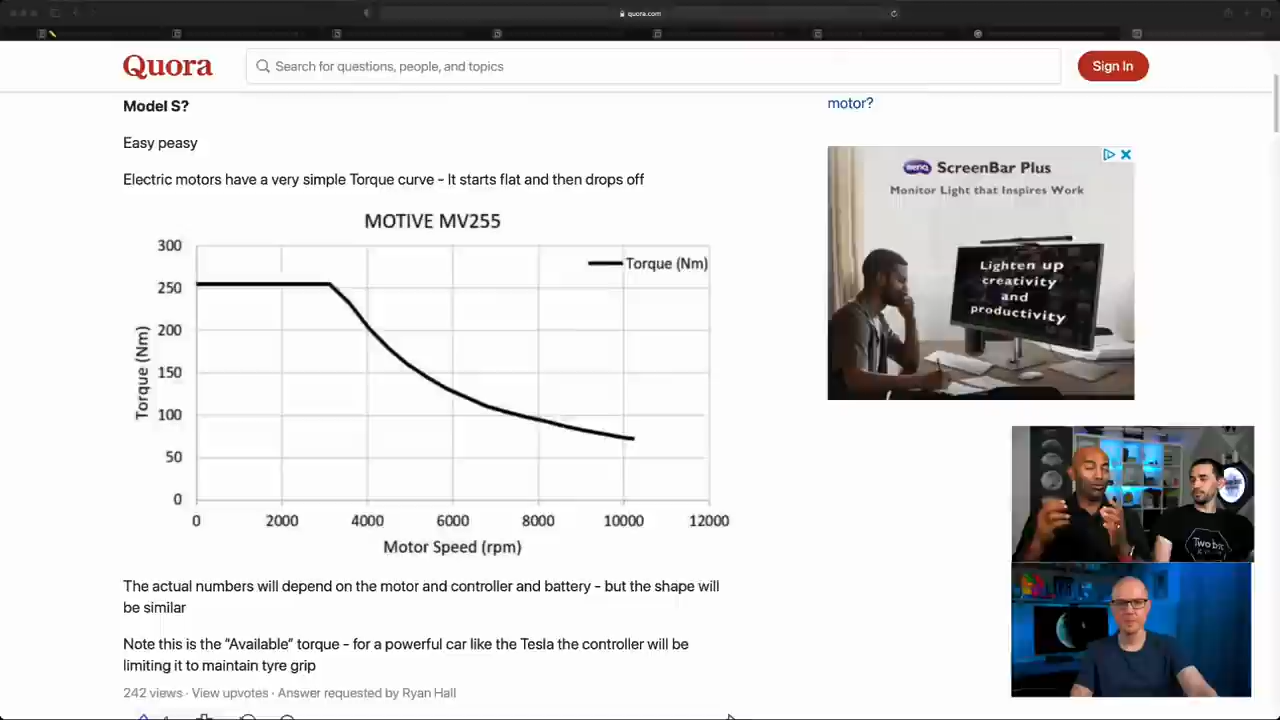 quora.com
Quora
Search for questions, people, and topics
Sign In
Model S?
Easy peasy
Electric motors have a very simple Torque curve - It starts flat and then drops off
MOTIVE MV255
Torque (Nm)
300
250
200
150
100
50
0
Torque (Nm)
0 2000 4000 6000 8000 10000 12000
Motor Speed (rpm)
The actual numbers will depend on the motor and controller and battery - but the shape will
be similar
Note this is the “Available” torque - for a powerful car like the Tesla the controller will be
limiting it to maintain tyre grip
242 views · View upvotes · Answer requested by Ryan Hall
motor?
BenQ ScreenBar Plus
Monitor Light that Inspires Work
Lighten up
creativity
and
productivity
Two bit